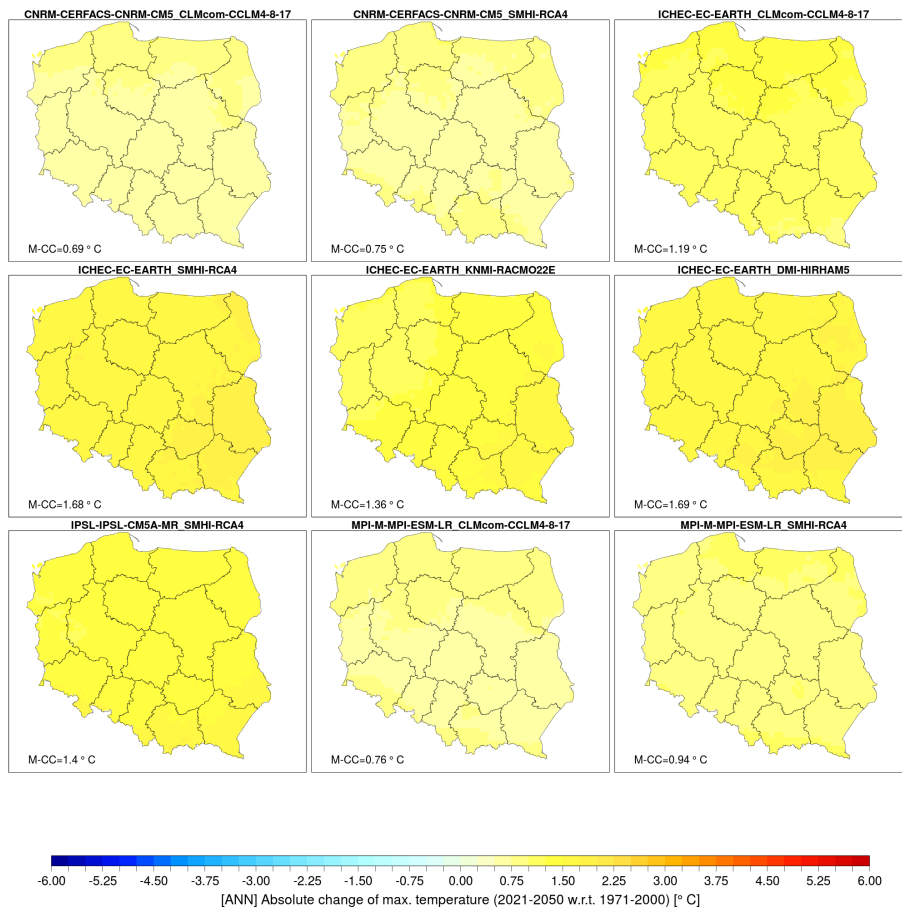 CNRM-CERFACS-CNRM-CM5_CLMcom-CCLM4-8-17
CNRM-CERFACS-CNRM-CM5_SMHI-RCA4
ICHEC-EC-EARTH_CLMcom-CCLM4-8-17
M-CC=0.69 ° C
M-CC=0.75 ° C
M-CC=1.19 ° C
ICHEC-EC-EARTH_SMHI-RCA4
ICHEC-EC-EARTH_KNMI-RACMO22E
ICHEC-EC-EARTH_DMI-HIRHAM5
M-CC=1.68 ° C
M-CC=1.36 ° C
M-CC=1.69 ° C
IPSL-IPSL-CM5A-MR_SMHI-RCA4
MPI-M-MPI-ESM-LR_CLMcom-CCLM4-8-17
MPI-M-MPI-ESM-LR_SMHI-RCA4
M-CC=1.4 ° C
M-CC=0.76 ° C
M-CC=0.94 ° C
-6.00 -5.25 -4.50 -3.75 -3.00 -2.25 -1.50 -0.75 0.00 0.75 1.50 2.25 3.00 3.75 4.50 5.25 6.00
[ANN] Absolute change of max. temperature (2021-2050 w.r.t. 1971-2000) [° C]